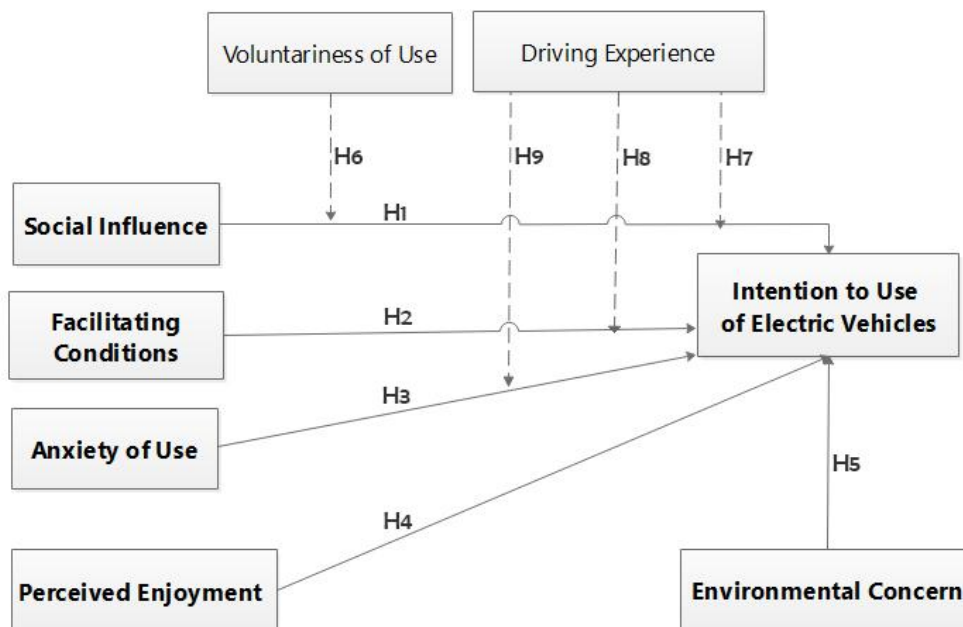 Voluntariness of Use
Driving Experience
H6
H9
H8
H7
Social Influence
H1
Intention to Use
of Electric Vehicles
Facilitating
Conditions
H2
H3
Anxiety of Use
H5
H4
Perceived Enjoyment
Environmental Concern